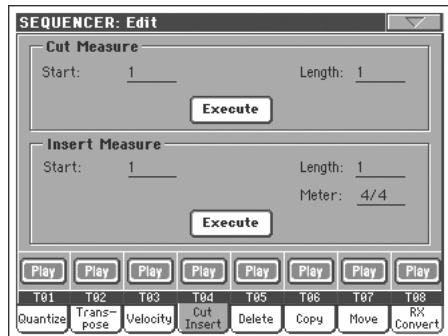 SEQUENCER: Edit
Cut Measure
Start: 1 Length: 1
Execute
Insert Measure
Start: 1 Length: 1
Meter: 4/4
Execute
Play Play Play Play Play Play Play Play
T01 T02 T03 T04 T05 T06 T07 T08
Quantize Trans-pose Velocity Cut Insert Delete Copy Move RX Convert